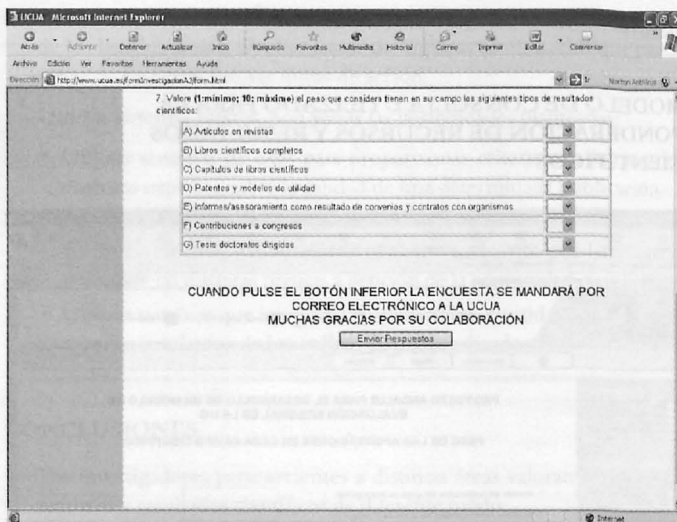 UCUA - Microsoft Internet Explorer
Atrás Adelante Detener Actualizar Inicio Búsqueda Favoritos Multimedia Historial Correo Imprimir Editar
Archivo Edición Ver Favoritos Herramientas Ayuda
Dirección Ir Norton AntiVirus
7. Valore (1:mínimo; 10: máximo) el peso que considera tienen en su campo los siguientes tipos de resultados
científicos:
A) Artículos en revistas
B) Libros científicos completos
C) Capítulos de libros científicos
D) Patentes y modelos de utilidad
E) Informes/asesoramiento como resultado de convenios y contratos con organismos
F) Contribuciones a congresos
G) Tesis doctorales dirigidas
CUANDO PULSE EL BOTÓN INFERIOR LA ENCUESTA SE MANDARÁ POR
CORREO ELECTRÓNICO A LA UCUA
MUCHAS GRACIAS POR SU COLABORACIÓN
Enviar Respuestas
Internet